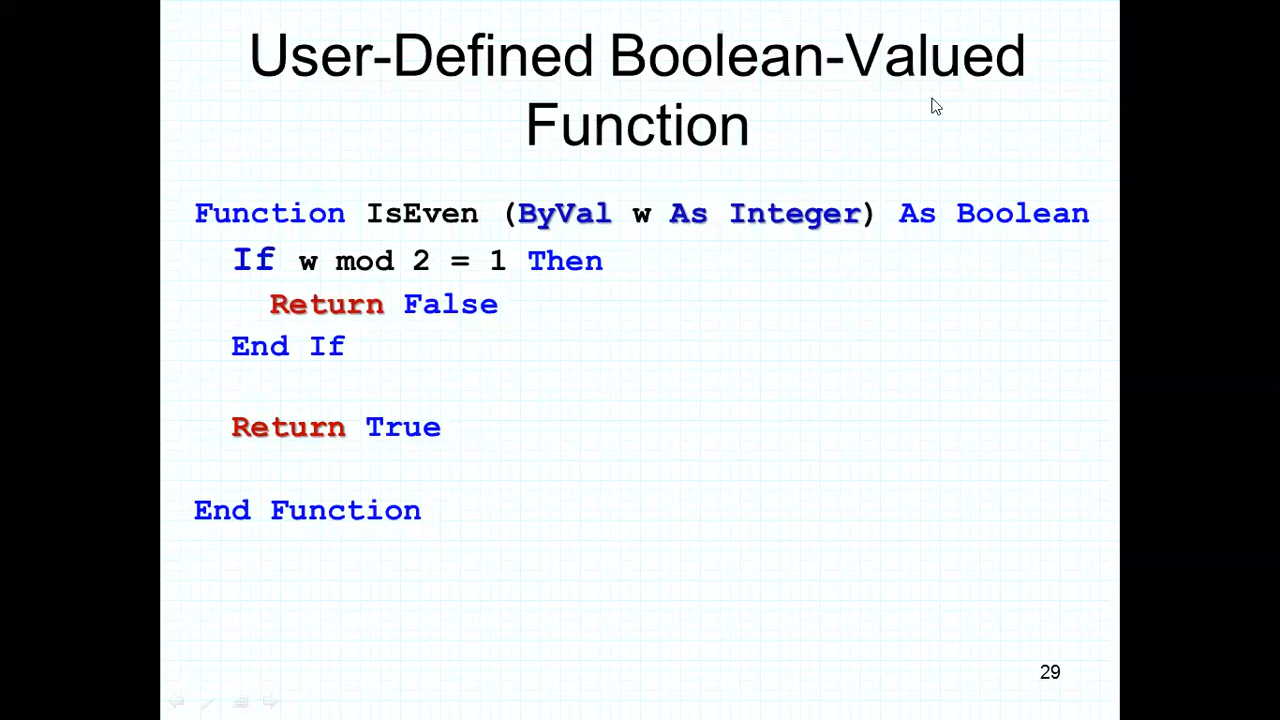 User-Defined Boolean-Valued
Function
Function IsEven (ByVal w As Integer) As Boolean
If w mod 2 = 1 Then
Return False
End If
Return True
End Function
29